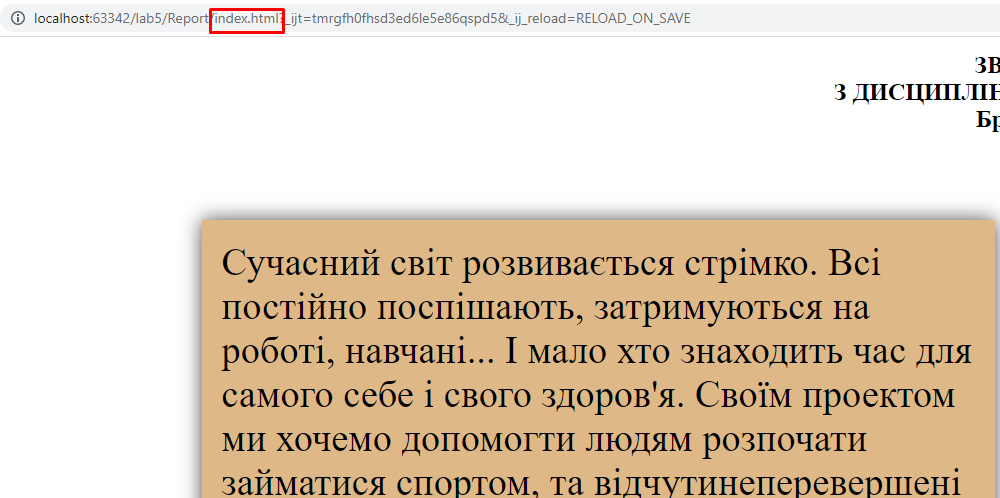 localhost:63342/lab5/Report/index.html?_ijt=tmrgfh0fhsd3ed6le5e86qspd5&_ij_reload=RELOAD_ON_SAVE
ЗВ
З ДИСЦИПЛІН
Бр
Сучасний світ розвивається стрімко. Всі
постійно поспішають, затримуються на
роботі, навчані... І мало хто знаходить час для
самого себе і свого здоров'я. Своїм проектом
ми хочемо допомогти людям розпочати
займатися спортом, та відчутинеперевершені